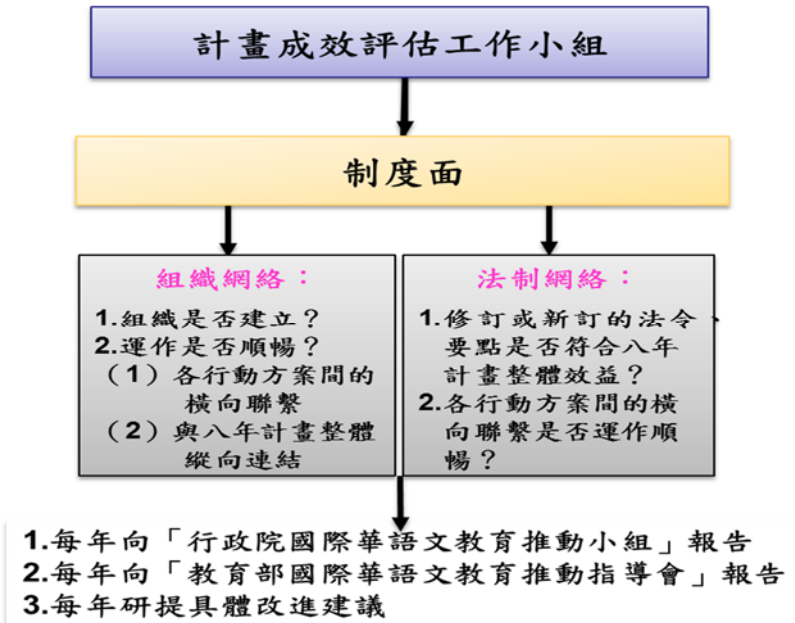 計畫成效評估工作小組
制度面
組織網絡：
1.組織是否建立？
2.運作是否順暢？
（1）各行動方案間的
橫向聯繫
（2）與八年計畫整體
縱向連結
法制網絡：
1.修訂或新訂的法令、
要點是否符合八年
計畫整體效益？
2.各行動方案間的橫
向聯繫是否運作順
暢？
1.每年向「行政院國際華語文教育推動小組」報告
2.每年向「教育部國際華語文教育推動指導會」報告
3.每年研提具體改進建議